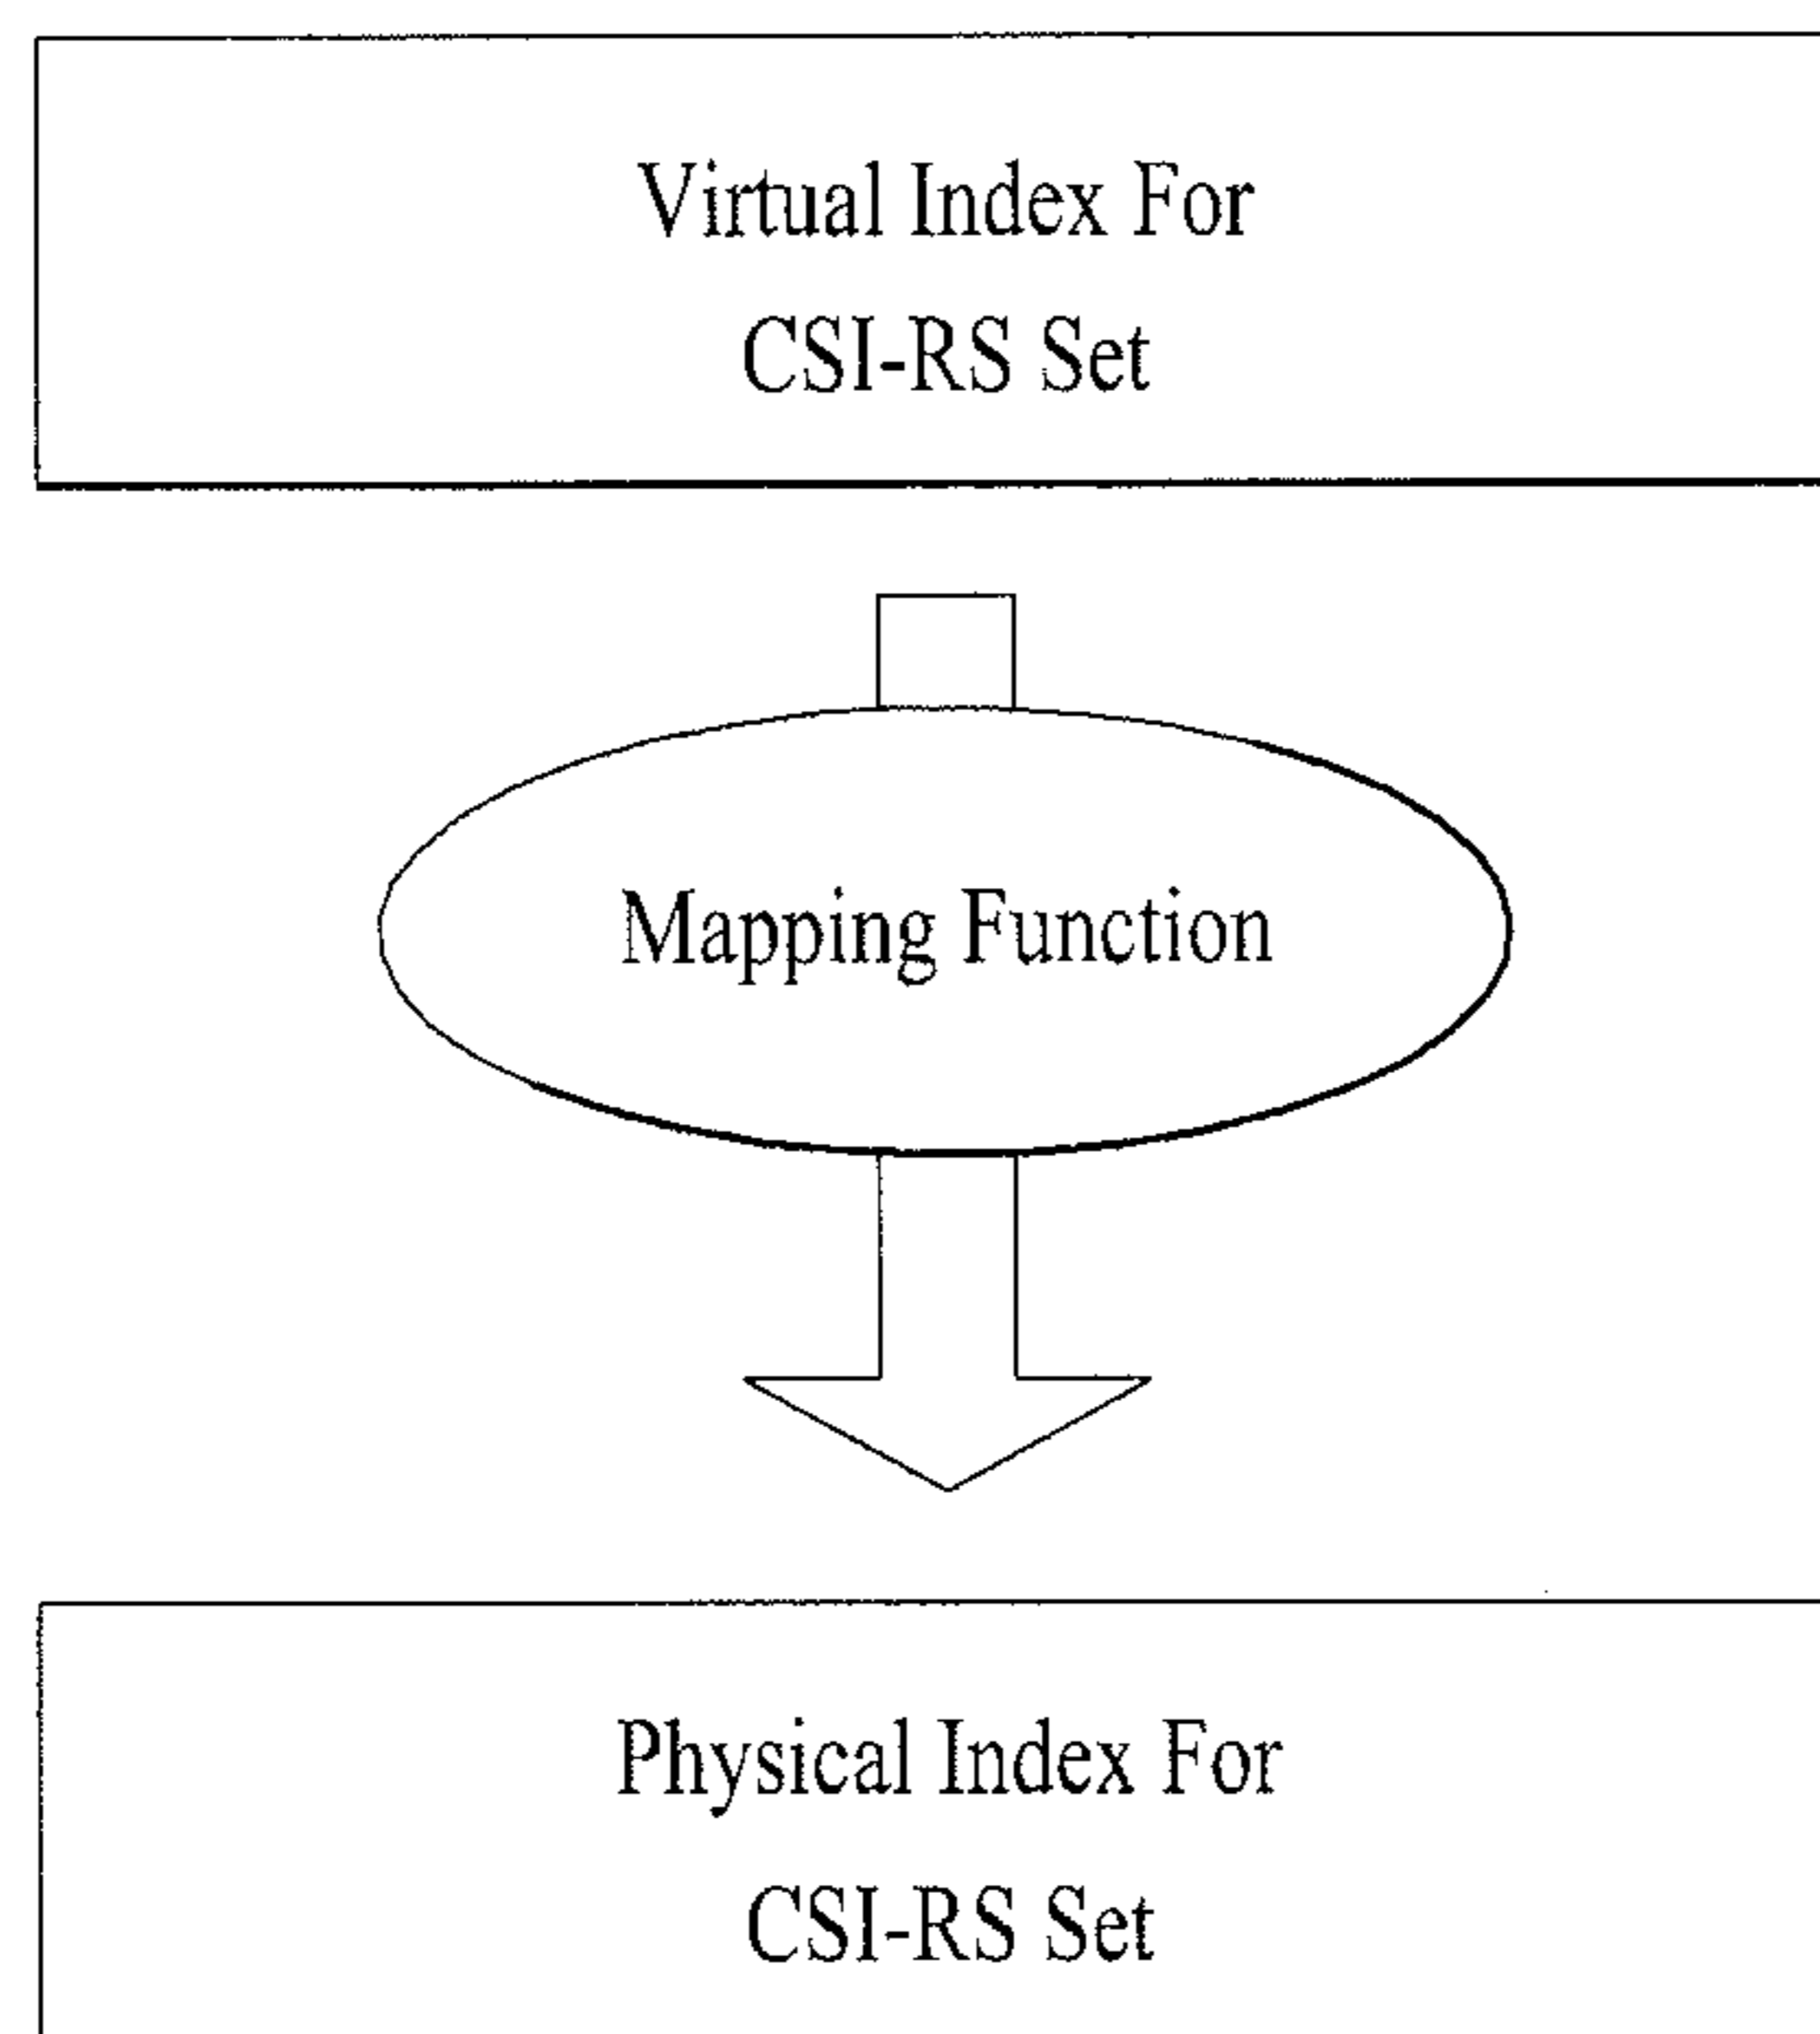 Virtual Index For
CSI-RS Set
Mapping Function
Physical Index For
CSI-RS Set